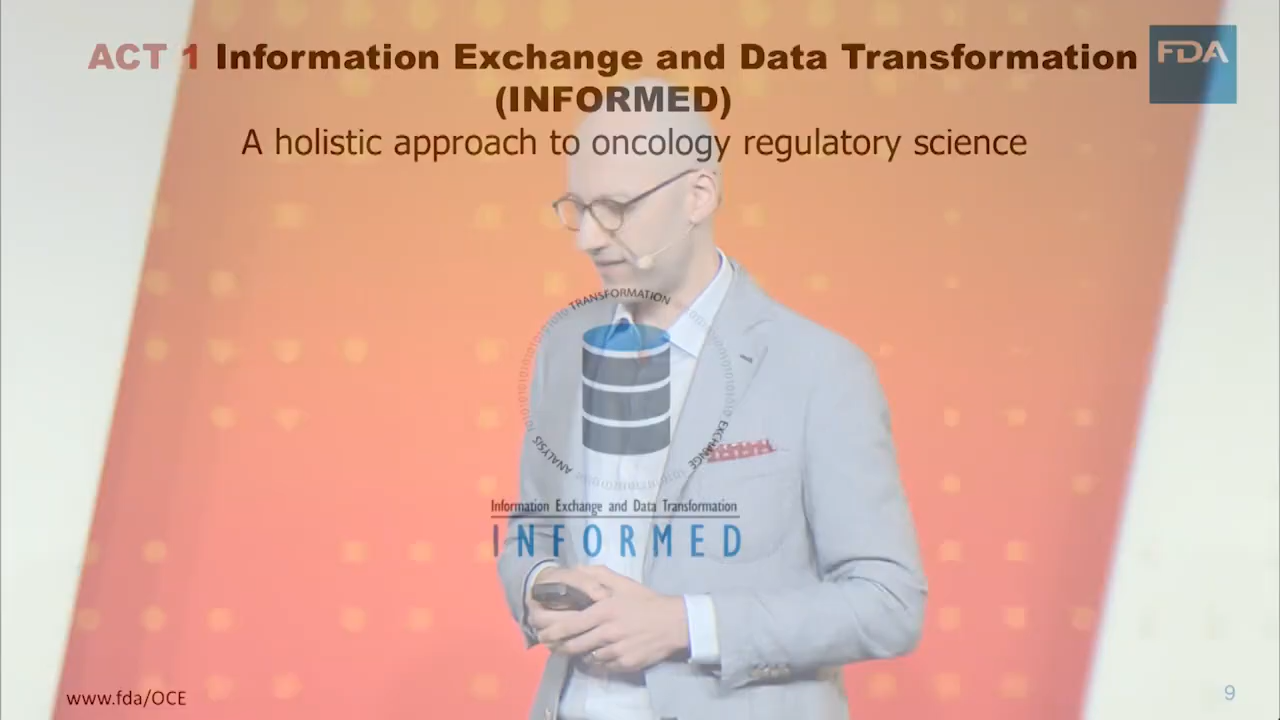 ACT 1 Information Exchange and Data Transformation
(INFORMED)
FDA
A holistic approach to oncology regulatory science
TRANSFORMATION
EXCHANGE
ANALYSIS
Information Exchange and Data Transformation
INFORMED
www.fda/OCE
9